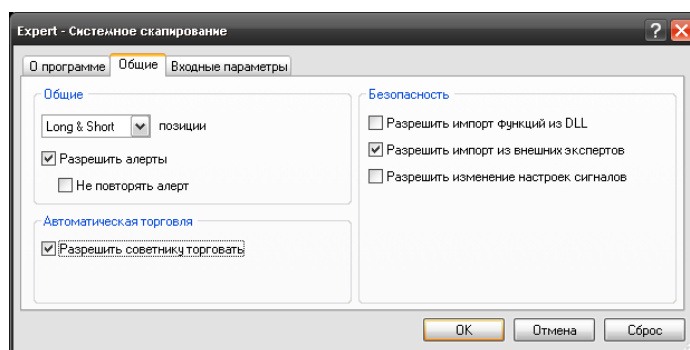 Expert - Системное скапирование
О программе Общие Входные параметры
Общие
Long & Short позиции
Разрешить алерты
Не повторять алерт
Автоматическая торговля
Разрешить советнику торговать
Безопасность
Разрешить импорт функций из DLL
Разрешить импорт из внешних экспертов
Разрешить изменение настроек сигналов
OK Отмена Сброс